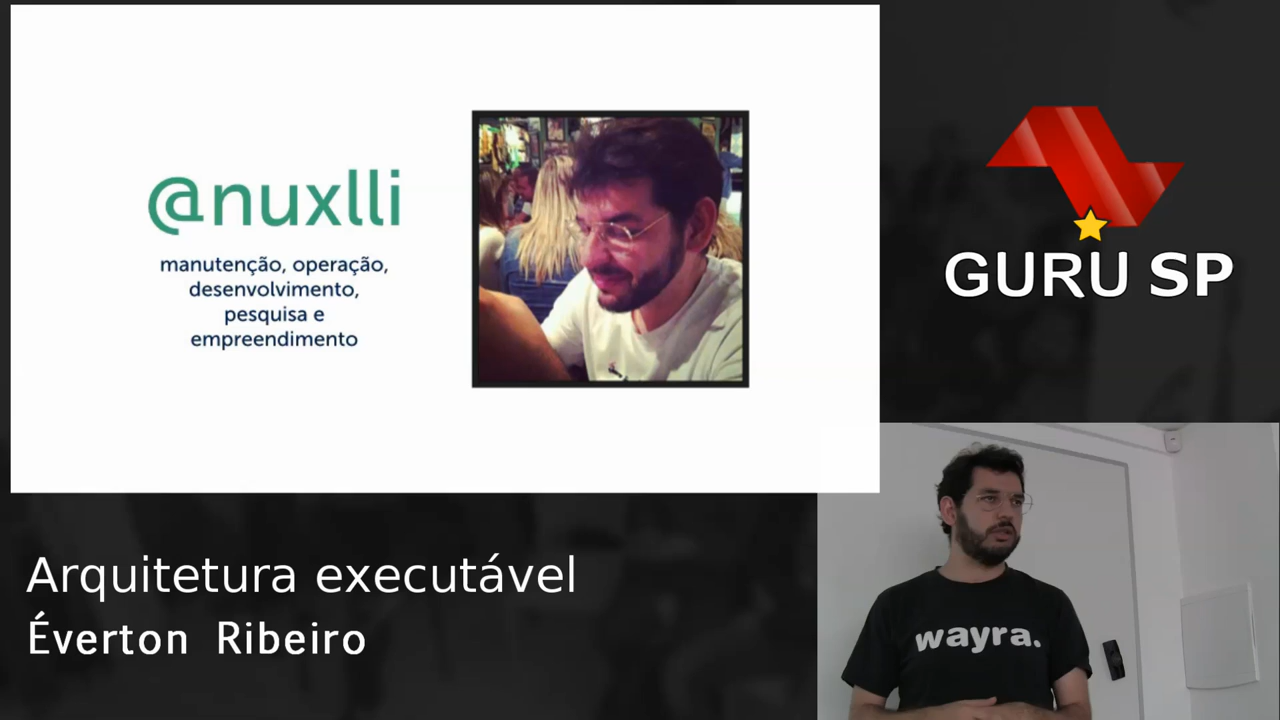 @nuxlli
manutenção, operação,
desenvolvimento,
pesquisa e
empreendimento
GURU SP
Arquitetura executável
Éverton Ribeiro
wayra.